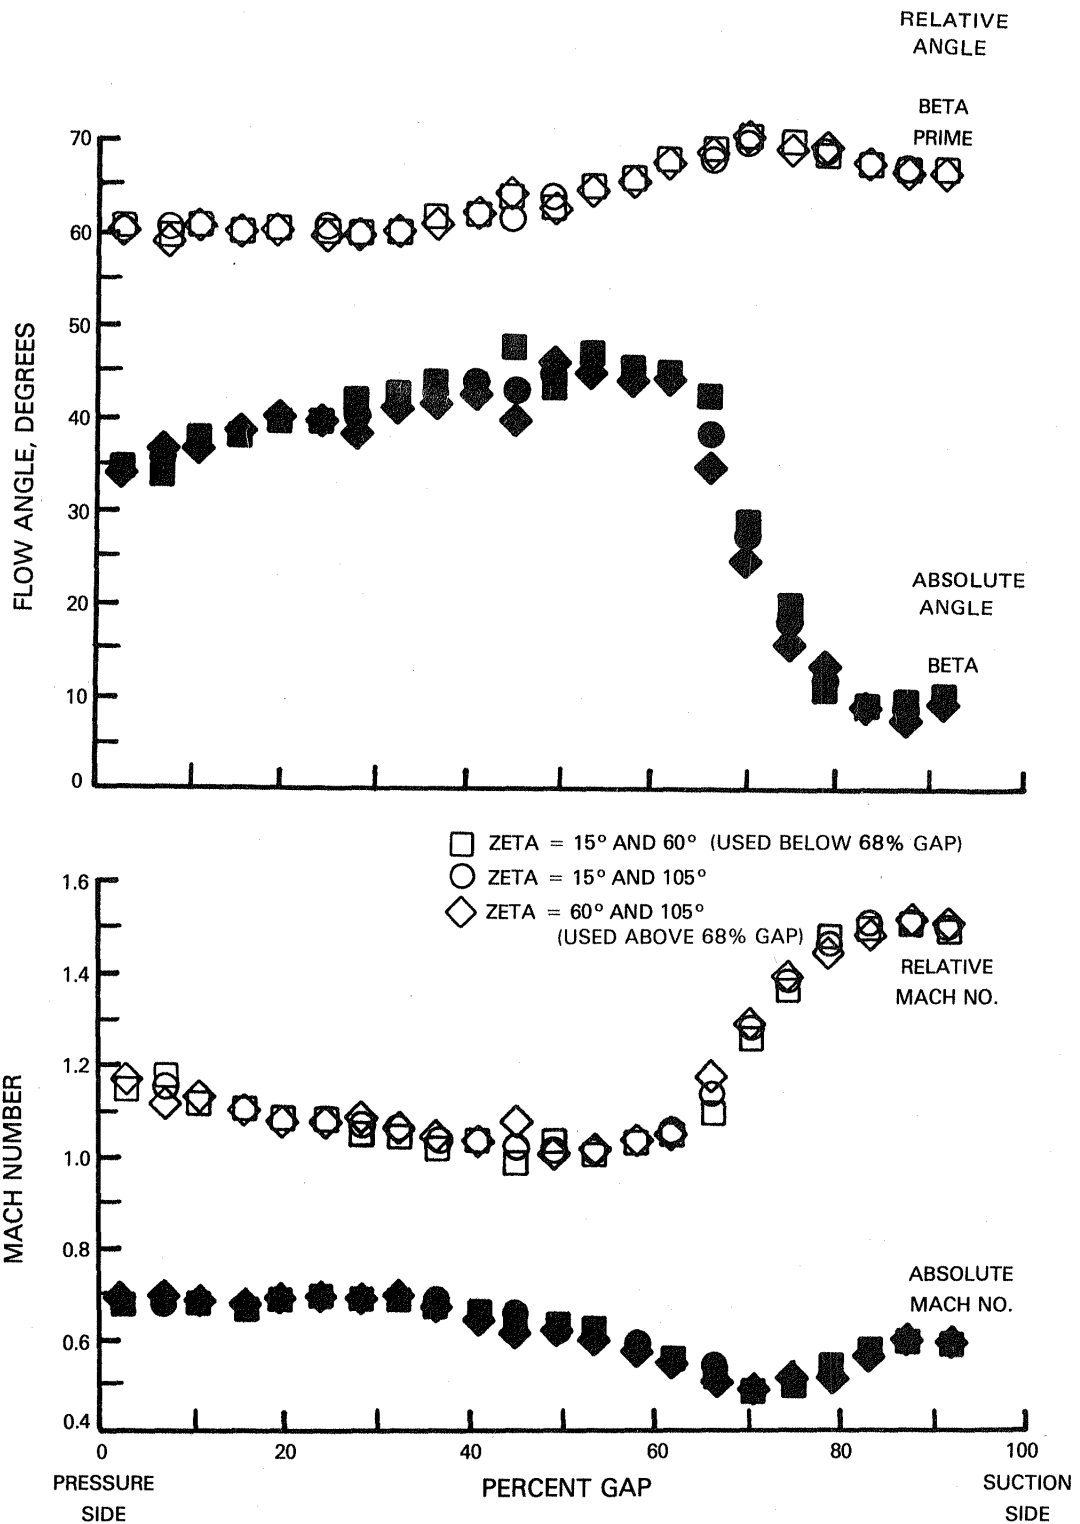 RELATIVE
ANGLE
BETA
PRIME
70
60
50
40
30
20
10
0
FLOW ANGLE, DEGREES
ABSOLUTE
ANGLE
BETA
ZETA = 15° AND 60° (USED BELOW 68% GAP)
ZETA = 15° AND 105°
ZETA = 60° AND 105°
(USED ABOVE 68% GAP)
1.6
1.4
1.2
1.0
0.8
0.6
0.4
MACH NUMBER
RELATIVE
MACH NO.
ABSOLUTE
MACH NO.
0 20 40 60 80 100
PRESSURE
SIDE
PERCENT GAP
SUCTION
SIDE